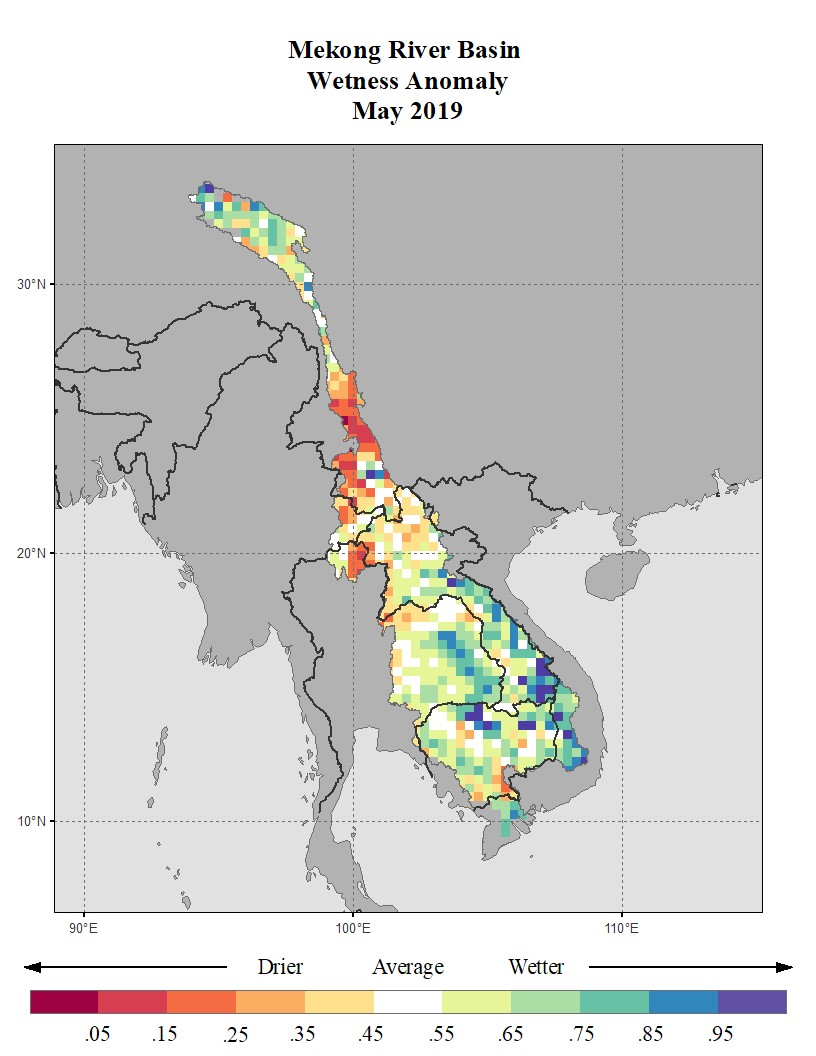 Mekong River Basin
Wetness Anomaly
May 2019
30°N
20°N
10°N
90°E 100°E 110°E
Drier Average Wetter
.05 .15 .25 .35 .45 .55 .65 .75 .85 .95